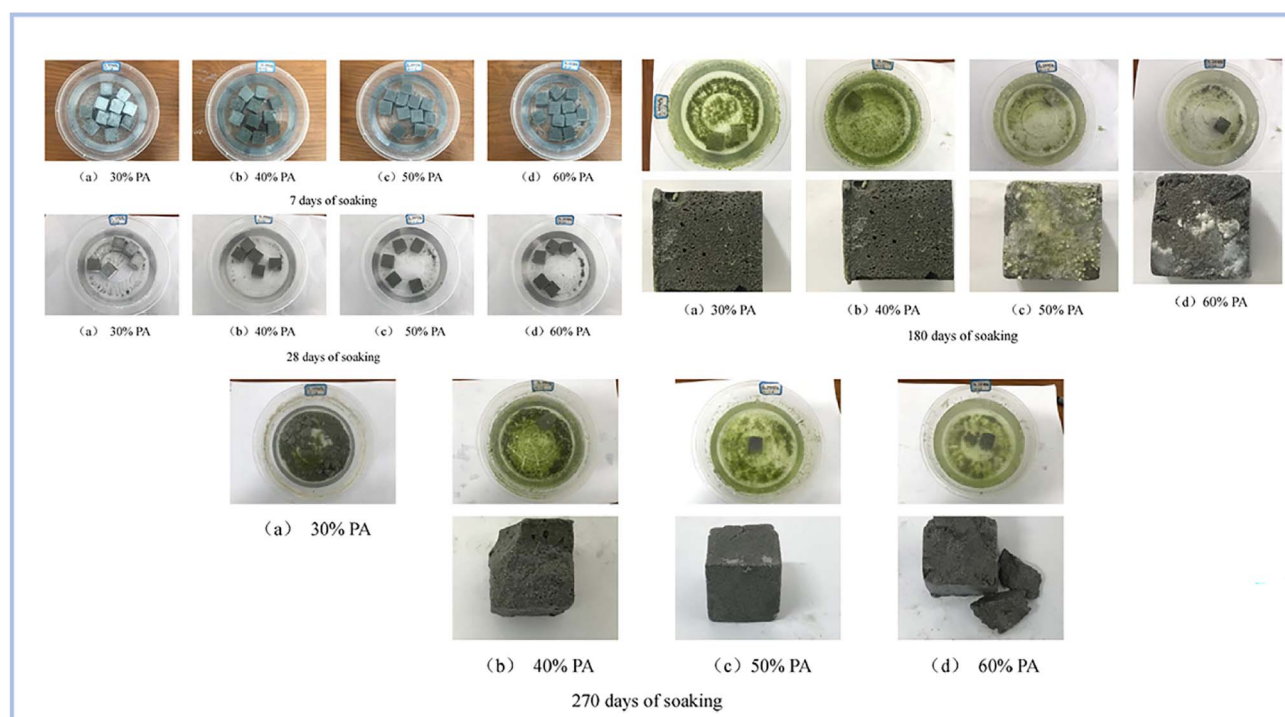 (a) 30% PA
(b) 40% PA
(c) 50% PA
(d) 60% PA
7 days of soaking
(a) 30% PA
(b) 40% PA
(c) 50% PA
(d) 60% PA
28 days of soaking
(a) 30% PA
(b) 40% PA
(c) 50% PA
(d) 60% PA
180 days of soaking
(a) 30% PA
(b) 40% PA
(c) 50% PA
(d) 60% PA
270 days of soaking